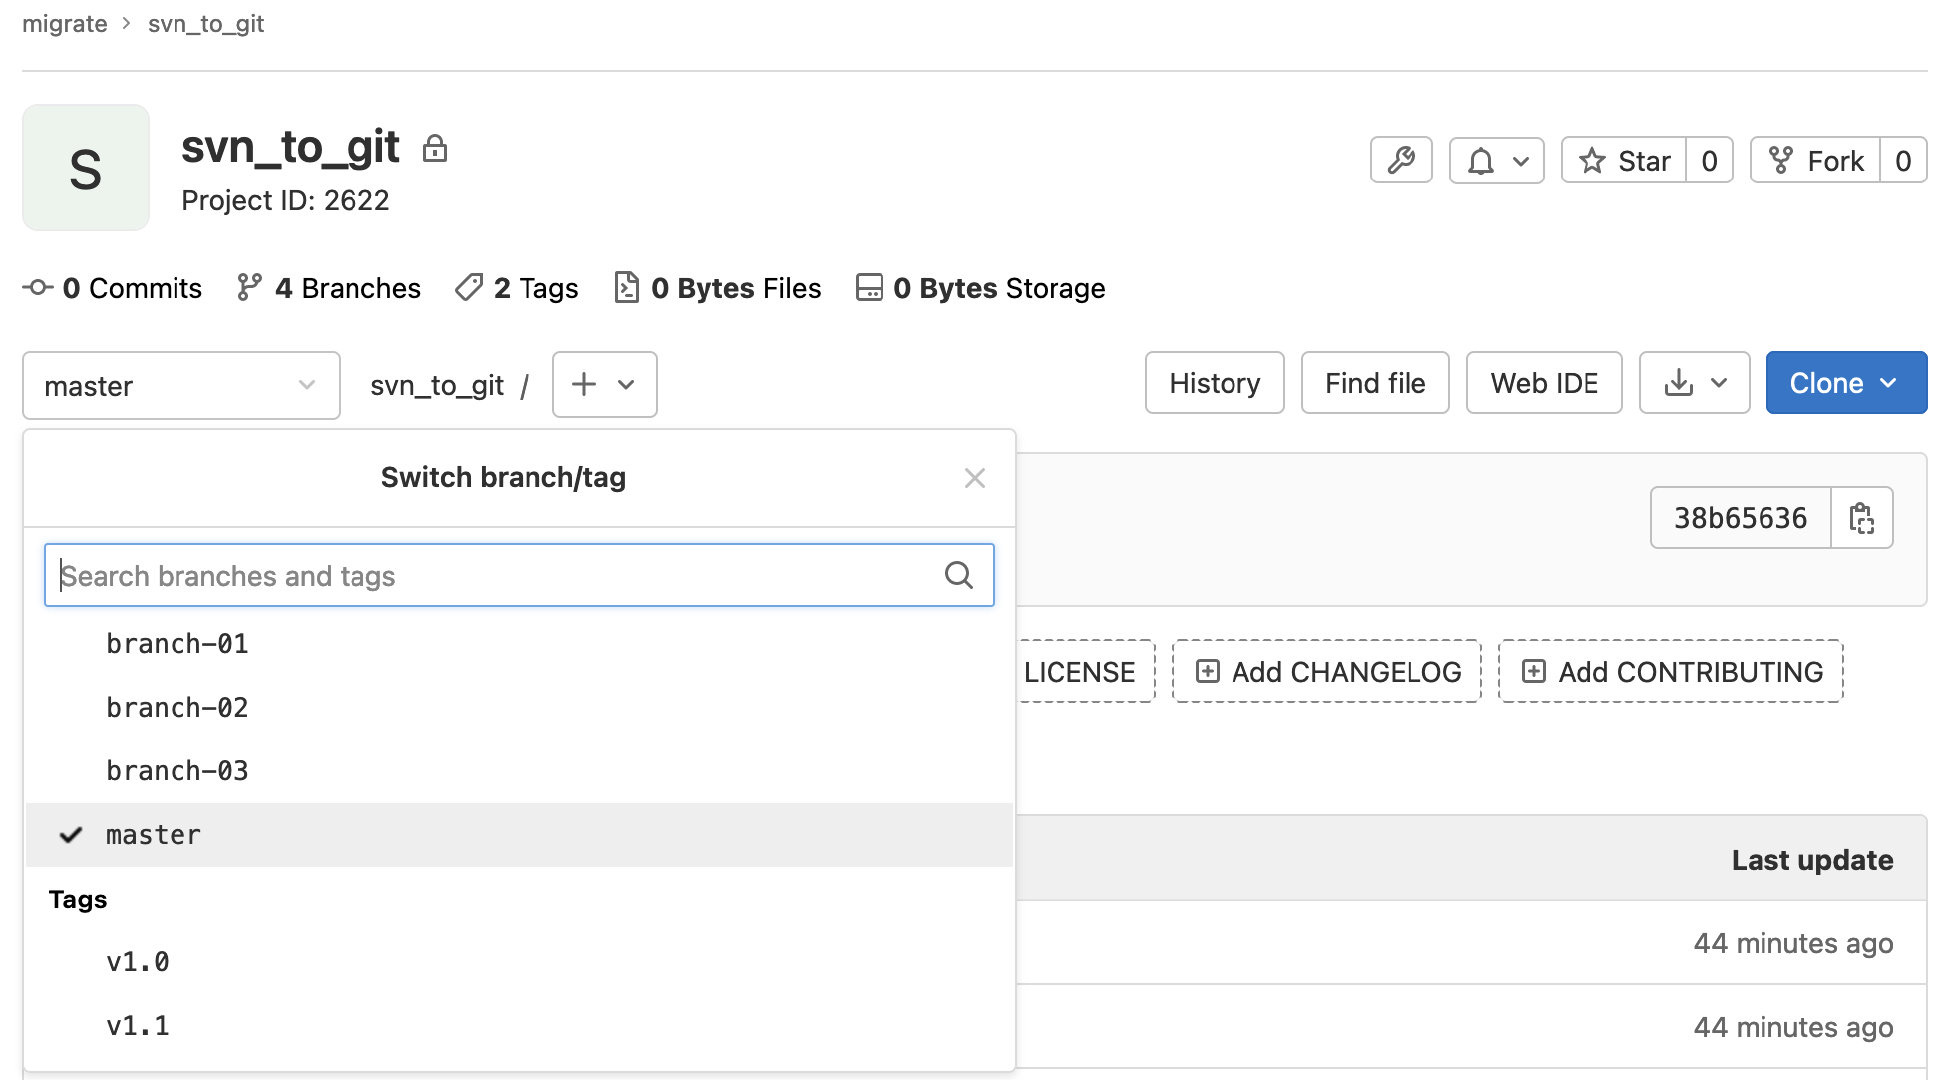 migrate > svn_to_git
S
svn_to_git
Project ID: 2622
Star 0
Fork 0
0 Commits 4 Branches 2 Tags 0 Bytes Files 0 Bytes Storage
master
svn_to_git /
History
Find file
Web IDE
Clone
Switch branch/tag
38b65636
Search branches and tags
branch-01
LICENSE
Add CHANGELOG
Add CONTRIBUTING
branch-02
branch-03
master
Last update
Tags
44 minutes ago
v1.0
v1.1
44 minutes ago